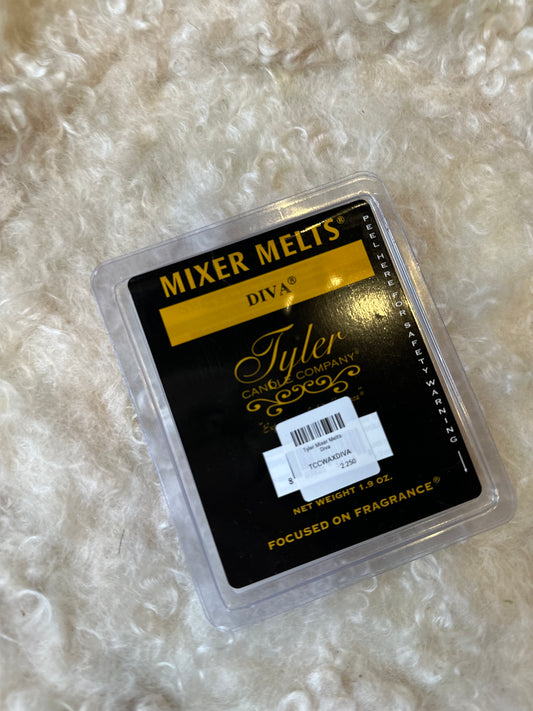 MIXER MELTS®
DIVA®
Tyler
CANDLE COMPANY®
Tyler Mixer Melts
Diva
TCCWAXDIVA
2.250
NET WEIGHT 1.9 OZ.
FOCUSED ON FRAGRANCE®
PEEL HERE FOR SAFETY WARNING